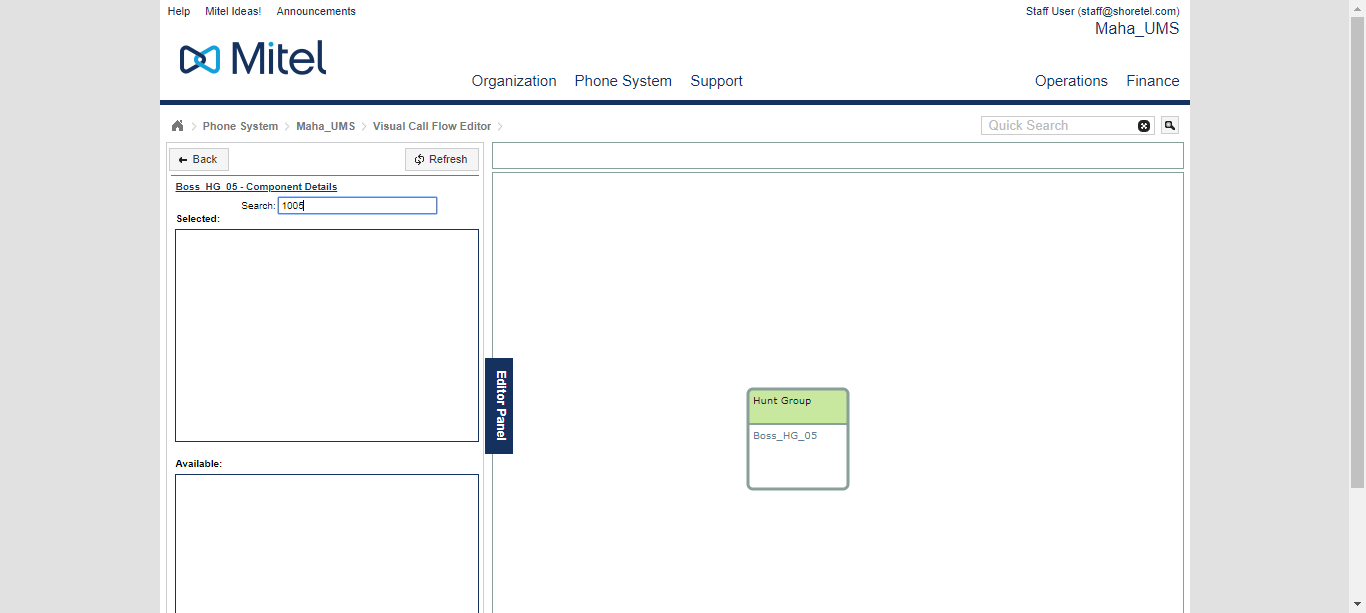 Help Mitel Ideas! Announcements Staff User (staff@shoretel.com)
Maha_UMS
Mitel
Organization Phone System Support Operations Finance
Phone System Maha_UMS Visual Call Flow Editor Quick Search
Back Refresh
Boss_HG_05 - Component Details
Search: 1005
Selected:
Editor Panel
Hunt Group
Boss_HG_05
Available: